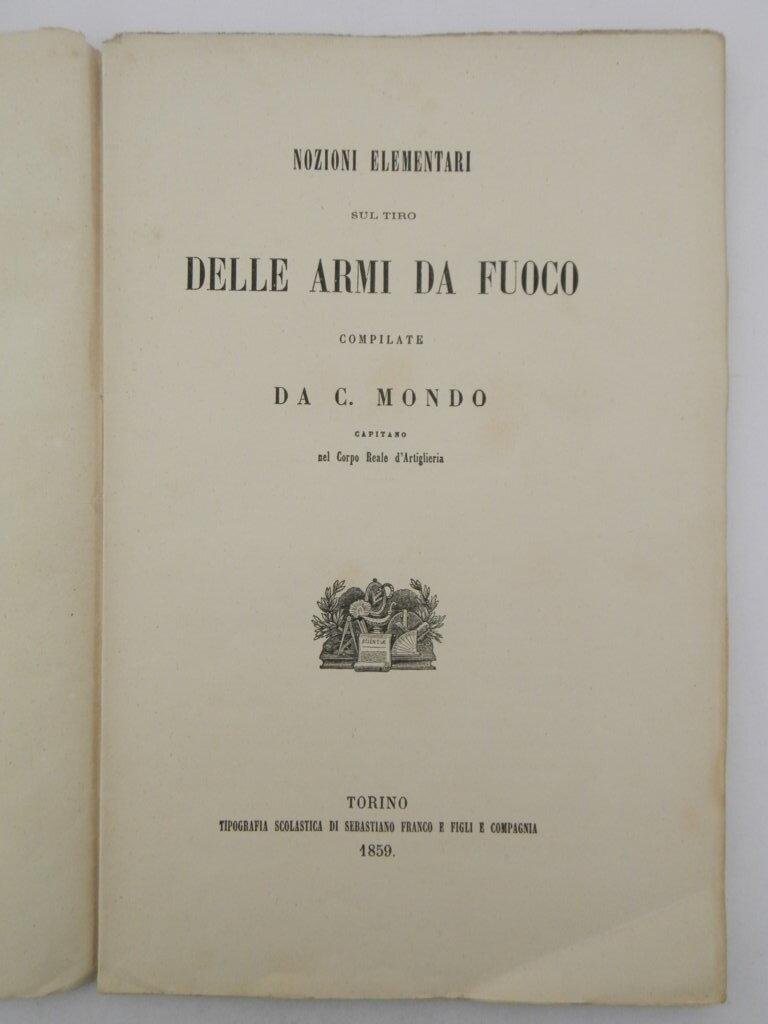 NOZIONI ELEMENTARI
SUL TIRO
DELLE ARMI DA FUOCO
COMPILATE
DA C. MONDO
CAPITANO
nel Corpo Reale d'Artiglieria
TORINO
TIPOGRAFIA SCOLASTICA DI SEBASTIANO FRANCO E FIGLI E COMPAGNIA
1859.